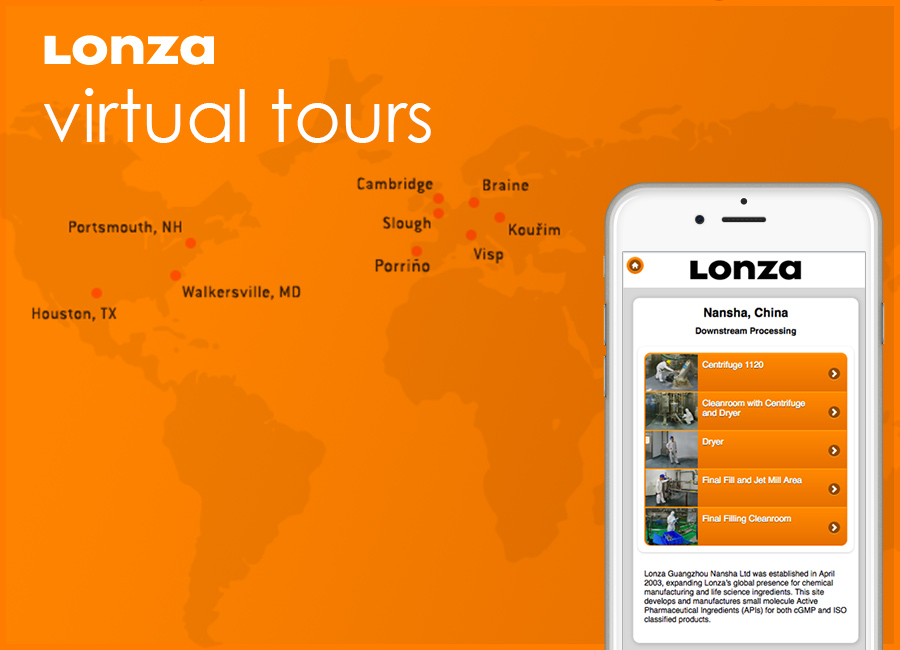 Lonza
virtual tours
Cambridge
Braine
Slough
Kouřim
Portsmouth, NH
Visp
Porriño
Walkersville, MD
Houston, TX
Lonza
Nansha, China
Downstream Processing
Centrifuge 1120
Cleanroom with Centrifuge
and Dryer
Dryer
Final Fill and Jet Mill Area
Final Filling Cleanroom
Lonza Guangzhou Nansha Ltd was established in April
2003, expanding Lonza's global presence for chemical
manufacturing and life science ingredients. This site
develops and manufactures small molecule Active
Pharmaceutical Ingredients (APIs) for both cGMP and ISO
classified products.